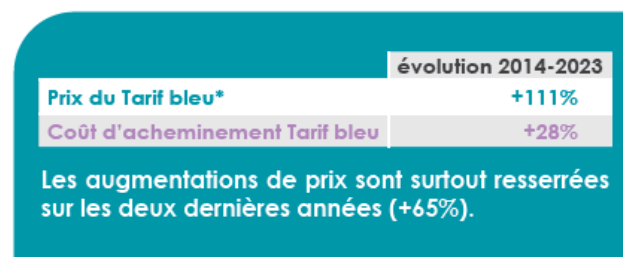 évolution 2014-2023
Prix du Tarif bleu* +111%
Coût d'acheminement Tarif bleu +28%
Les augmentations de prix sont surtout resserrées
sur les deux dernières années (+65%).